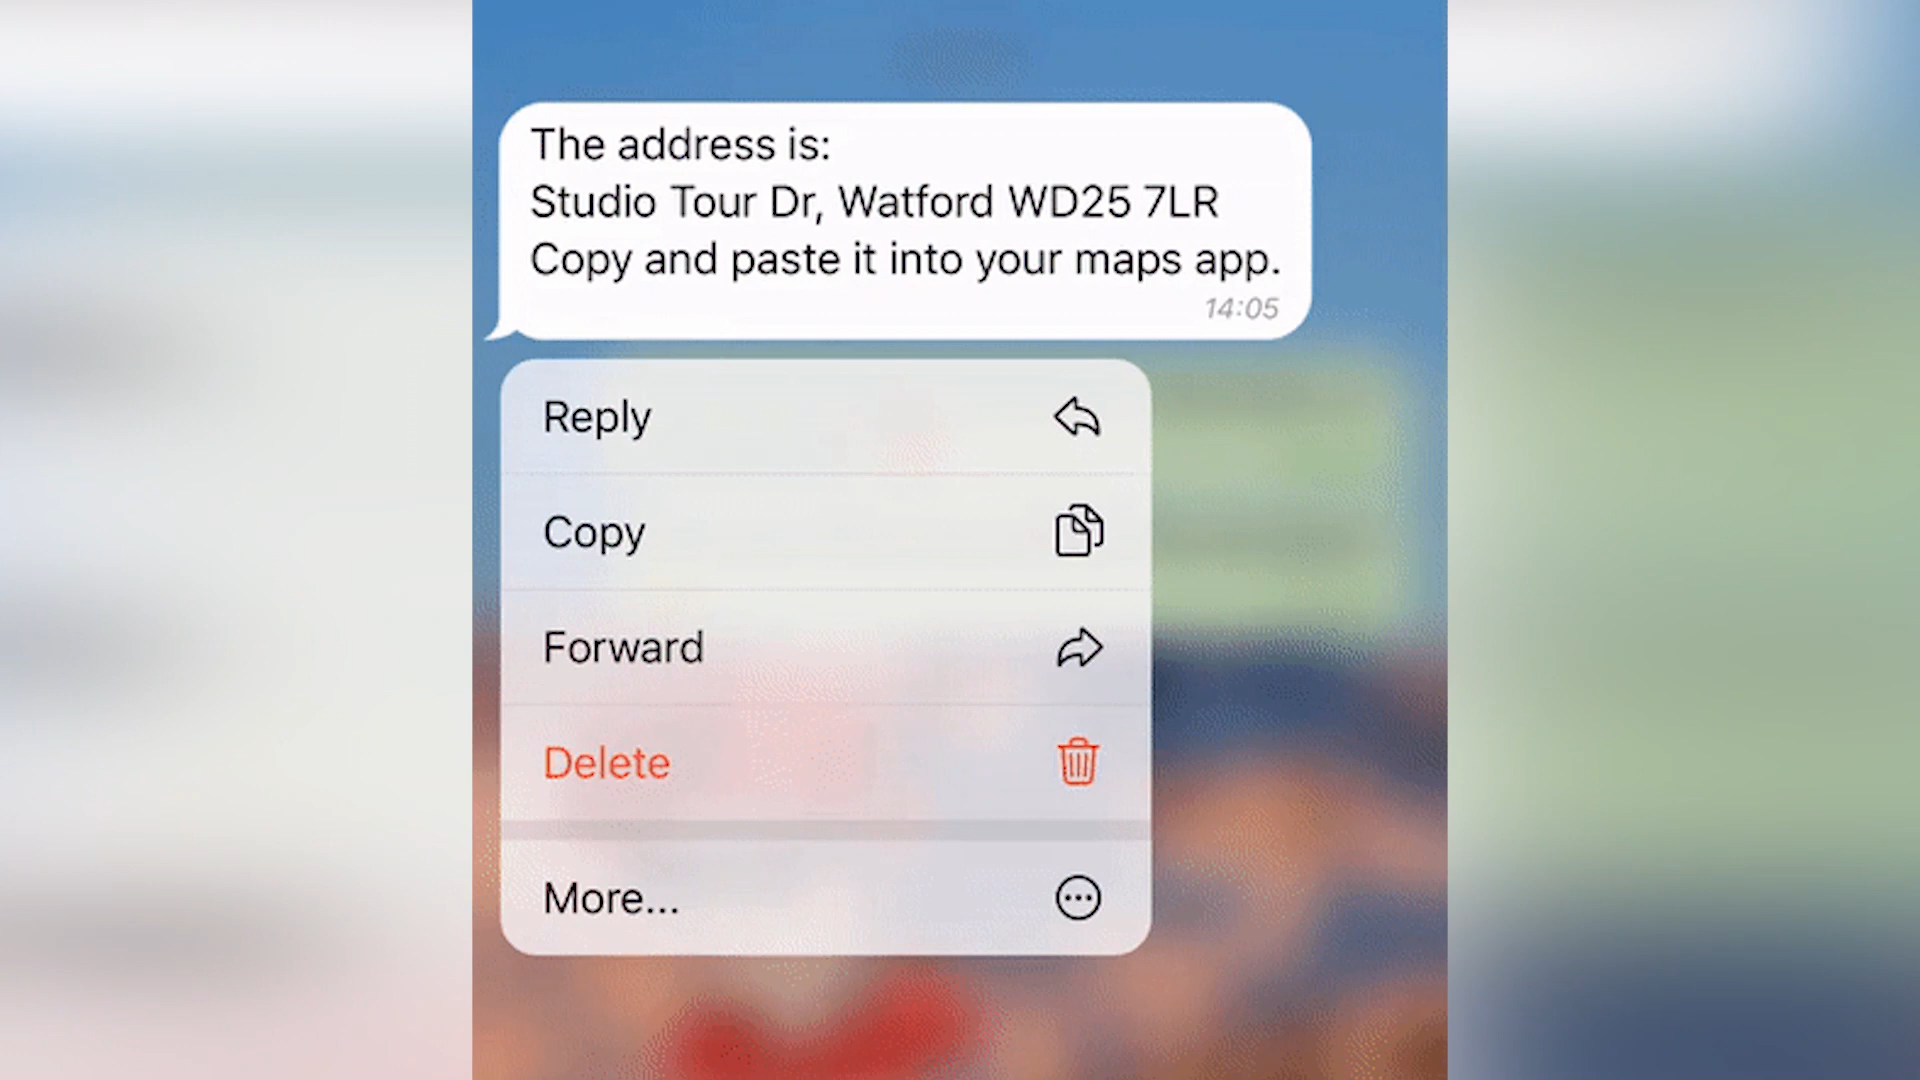 The address is:
Studio Tour Dr, Watford WD25 7LR
Copy and paste it into your maps app.
14:05
Reply
Copy
Forward
Delete
More...